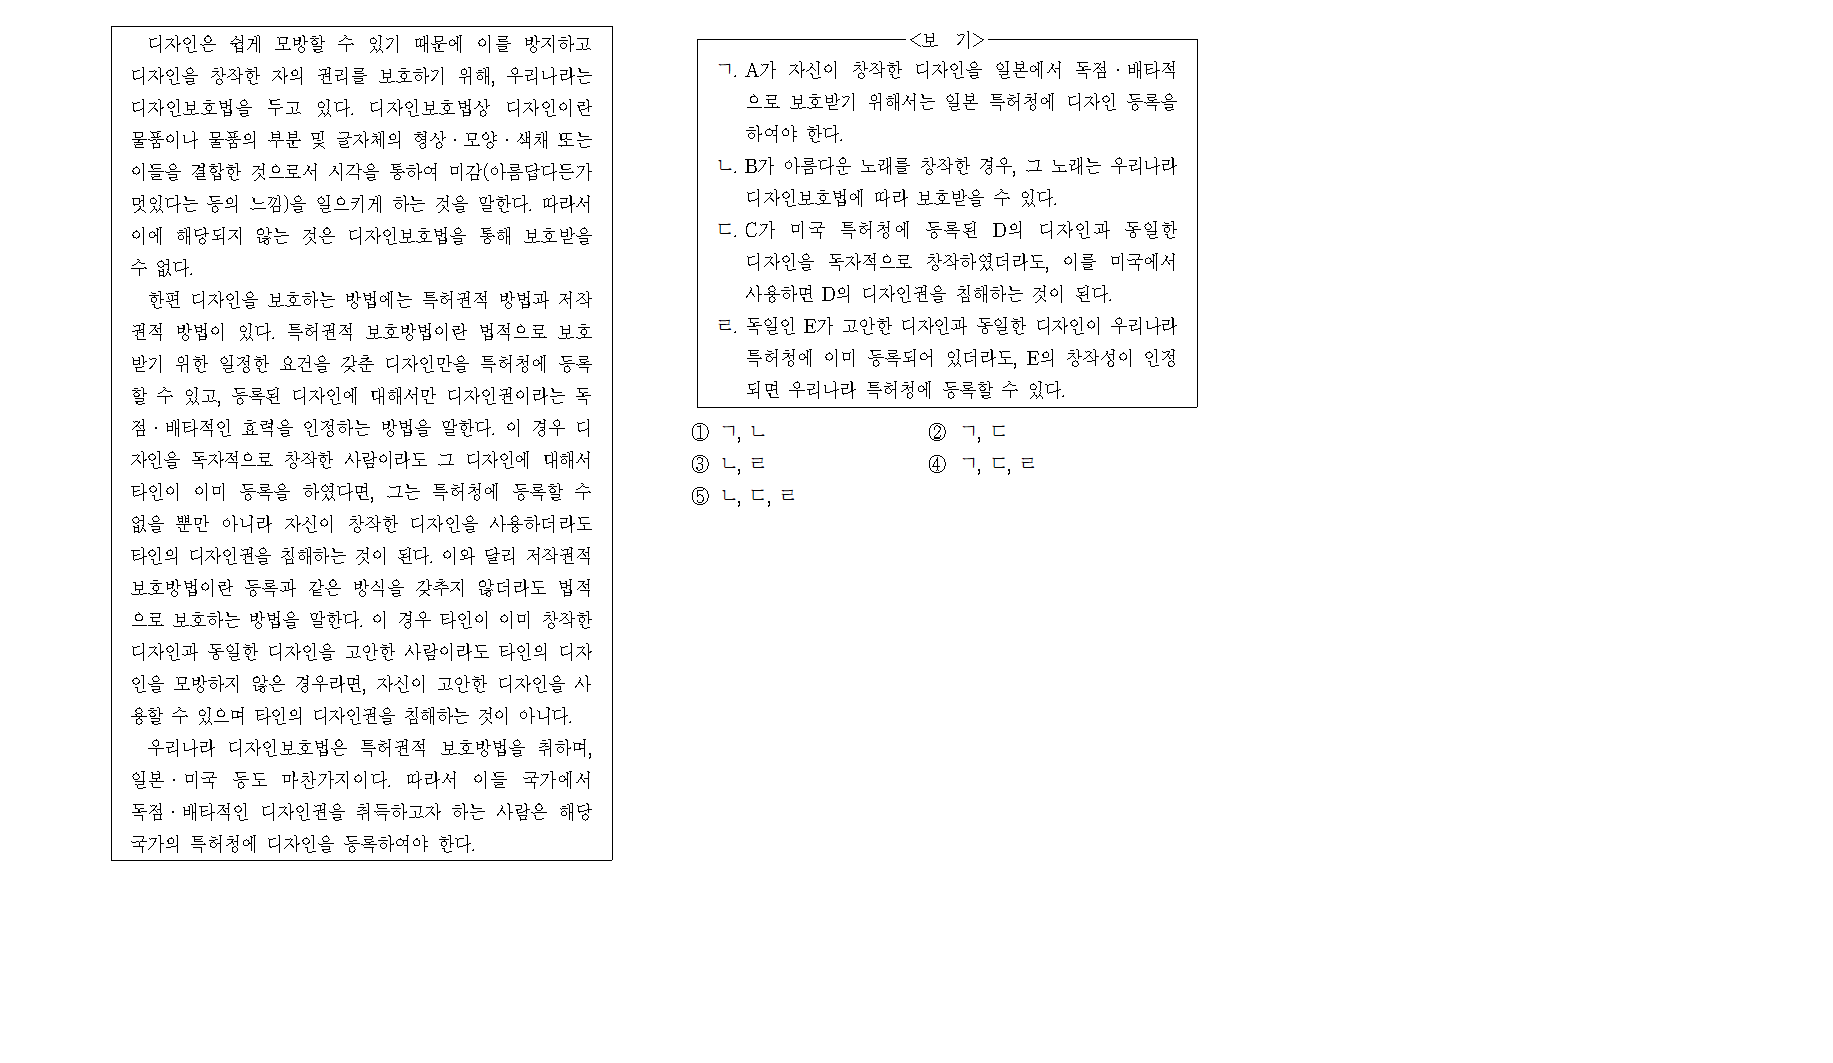 디자인은 쉽게 모방할 수 있기 때문에 이를 방지하고
디자인을 창작한 자의 권리를 보호하기 위해, 우리나라는
디자인보호법을 두고 있다. 디자인보호법상 디자인이란
물품이나 물품의 부분 및 글자체의 형상·모양·색채 또는
이들을 결합한 것으로서 시각을 통하여 미감(아름답다든가
멋있다는 등의 느낌)을 일으키게 하는 것을 말한다. 따라서
이에 해당되지 않는 것은 디자인보호법을 통해 보호받을
수 없다.
한편 디자인을 보호하는 방법에는 특허권적 방법과 저작
권적 방법이 있다. 특허권적 보호방법이란 법적으로 보호
받기 위한 일정한 요건을 갖춘 디자인만을 특허청에 등록
할 수 있고, 등록된 디자인에 대해서만 디자인권이라는 독
점·배타적인 효력을 인정하는 방법을 말한다. 이 경우 디
자인을 독자적으로 창작한 사람이라도 그 디자인에 대해서
타인이 이미 등록을 하였다면, 그는 특허청에 등록할 수
없을 뿐만 아니라 자신이 창작한 디자인을 사용하더라도
타인의 디자인권을 침해하는 것이 된다. 이와 달리 저작권적
보호방법이란 등록과 같은 방식을 갖추지 않더라도 법적
으로 보호하는 방법을 말한다. 이 경우 타인이 이미 창작한
디자인과 동일한 디자인을 고안한 사람이라도 타인의 디자
인을 모방하지 않은 경우라면, 자신이 고안한 디자인을 사
용할 수 있으며 타인의 디자인권을 침해하는 것이 아니다.
우리나라 디자인보호법은 특허권적 보호방법을 취하며,
일본·미국 등도 마찬가지이다. 따라서 이들 국가에서
독점·배타적인 디자인권을 취득하고자 하는 사람은 해당
국가의 특허청에 디자인을 등록하여야 한다.
<보 기>
ㄱ. A가 자신이 창작한 디자인을 일본에서 독점·배타적
으로 보호받기 위해서는 일본 특허청에 디자인 등록을
하여야 한다.
ㄴ. B가 아름다운 노래를 창작한 경우, 그 노래는 우리나라
디자인보호법에 따라 보호받을 수 있다.
ㄷ. C가 미국 특허청에 등록된 D의 디자인과 동일한
디자인을 독자적으로 창작하였더라도, 이를 미국에서
사용하면 D의 디자인권을 침해하는 것이 된다.
ㄹ. 독일인 E가 고안한 디자인과 동일한 디자인이 우리나라
특허청에 이미 등록되어 있더라도, E의 창작성이 인정
되면 우리나라 특허청에 등록할 수 있다.
① ㄱ, ㄴ ② ㄱ, ㄷ
③ ㄴ, ㄹ ④ ㄱ, ㄷ, ㄹ
⑤ ㄴ, ㄷ, ㄹ